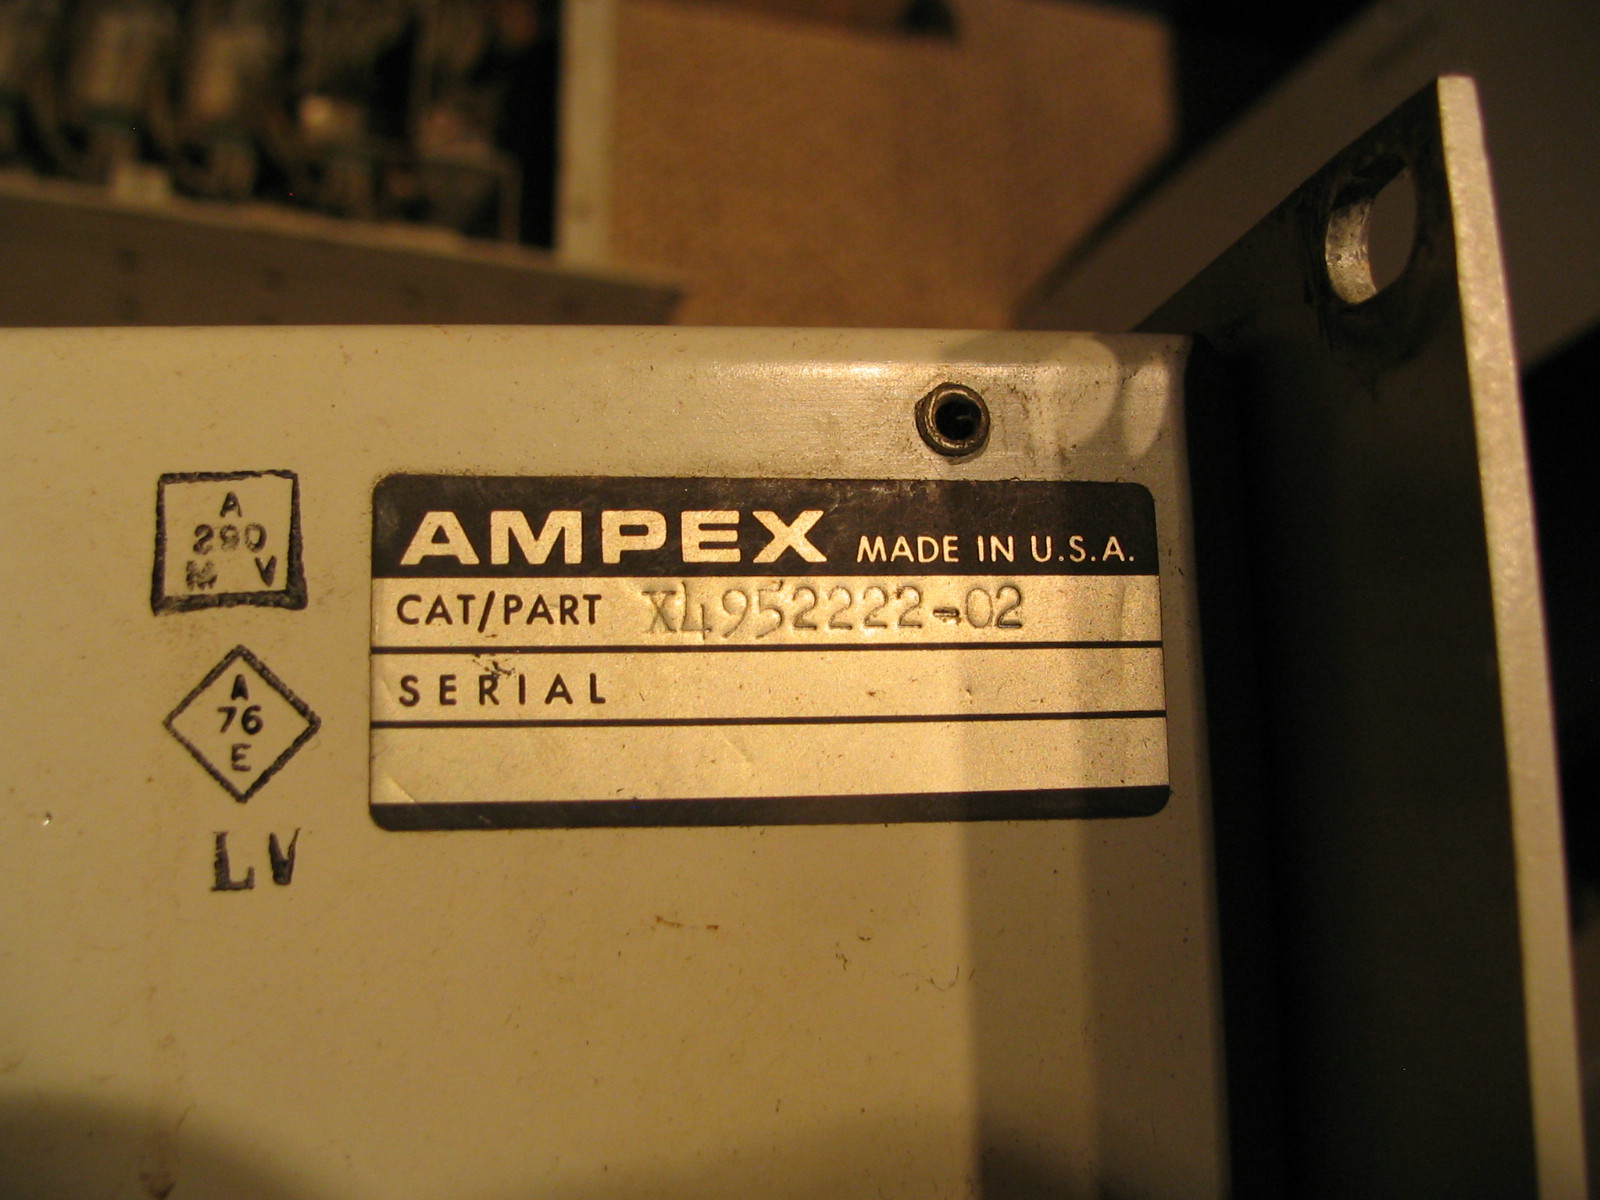 A
290
M V
A
76
E
LV
AMPEX MADE IN U.S.A.
CAT/PART X4952222-02
SERIAL